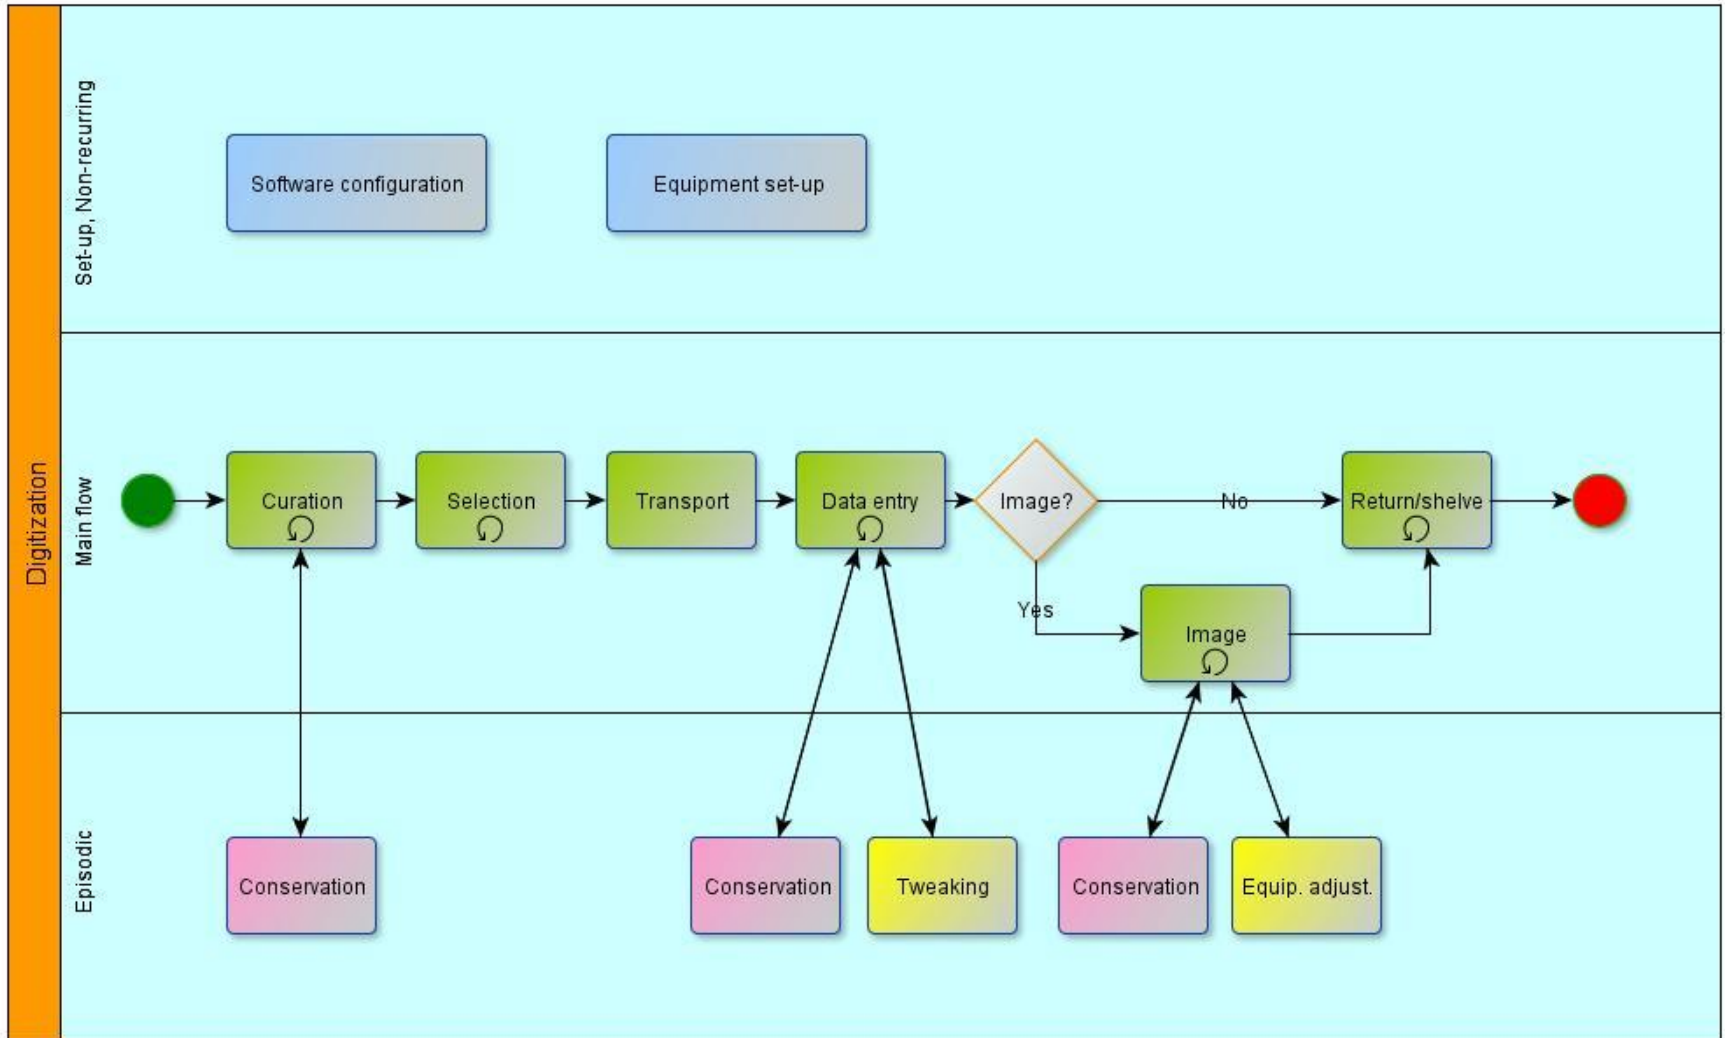 Digitization
Set-up, Non-recurring
Software configuration
Equipment set-up
Main flow
Curation
Selection
Transport
Data entry
Image?
No
Return/shelve
Yes
Image
Episodic
Conservation
Conservation
Tweaking
Conservation
Equip. adjust.